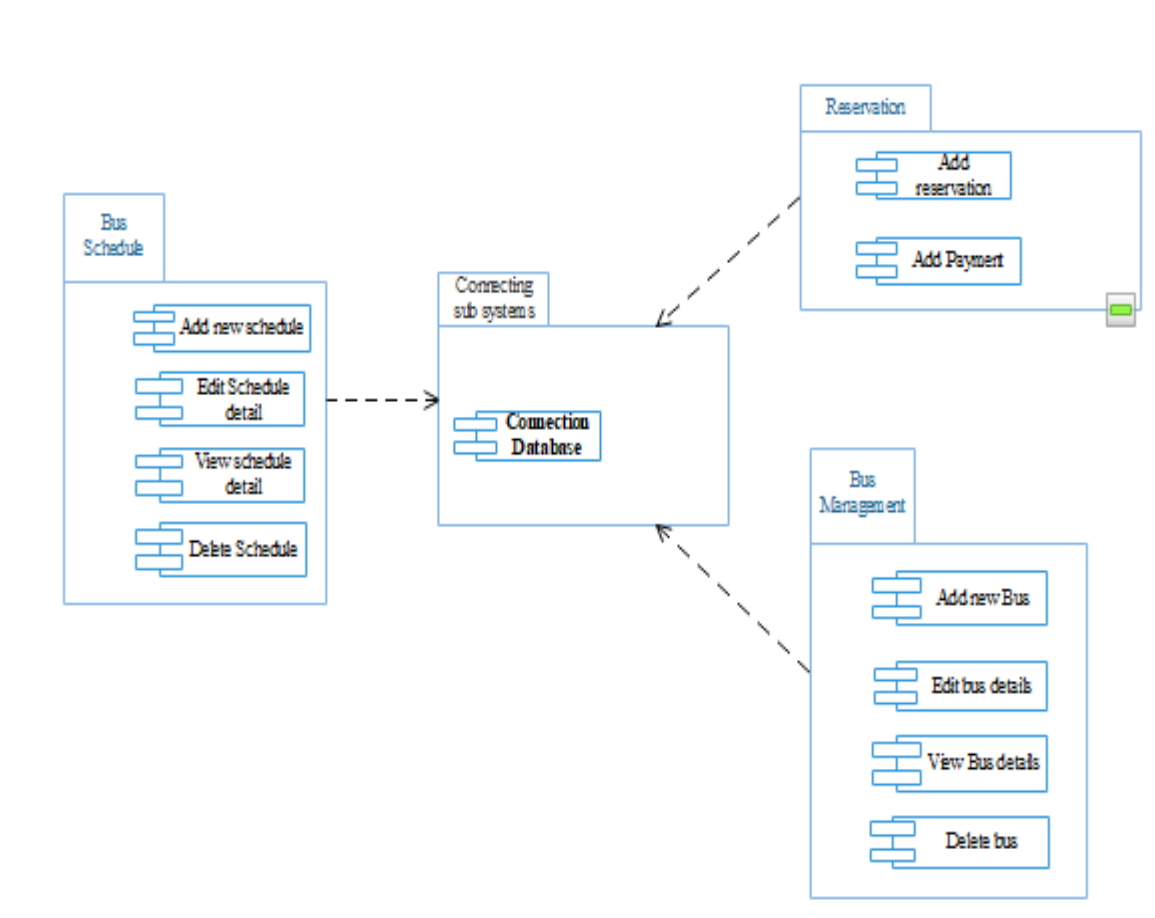 Bus
Schedule
Add new schedule
Edit Schedule
detail
View schedule
detail
Delete Schedule
Connecting
sub systems
Connection
Database
Reservation
Add
reservation
Add Payment
Bus
Management
Add new Bus
Edit bus details
View Bus details
Delete bus